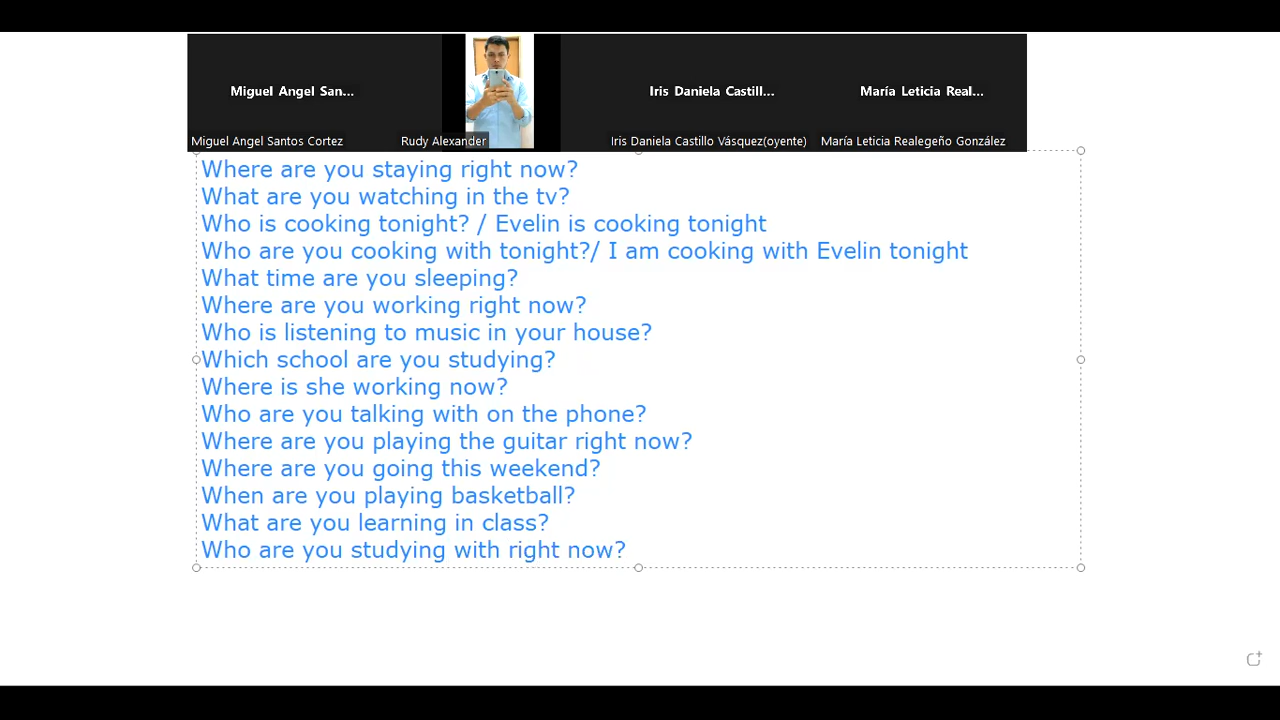 Miguel Angel San...
Iris Daniela Castill...
María Leticia Real...
Miguel Angel Santos Cortez
Rudy Alexander
Iris Daniela Castillo Vásquez(oyente)
María Leticia Realegeño González
Where are you staying right now?
What are you watching in the tv?
Who is cooking tonight? / Evelin is cooking tonight
Who are you cooking with tonight?/ I am cooking with Evelin tonight
What time are you sleeping?
Where are you working right now?
Who is listening to music in your house?
Which school are you studying?
Where is she working now?
Who are you talking with on the phone?
Where are you playing the guitar right now?
Where are you going this weekend?
When are you playing basketball?
What are you learning in class?
Who are you studying with right now?